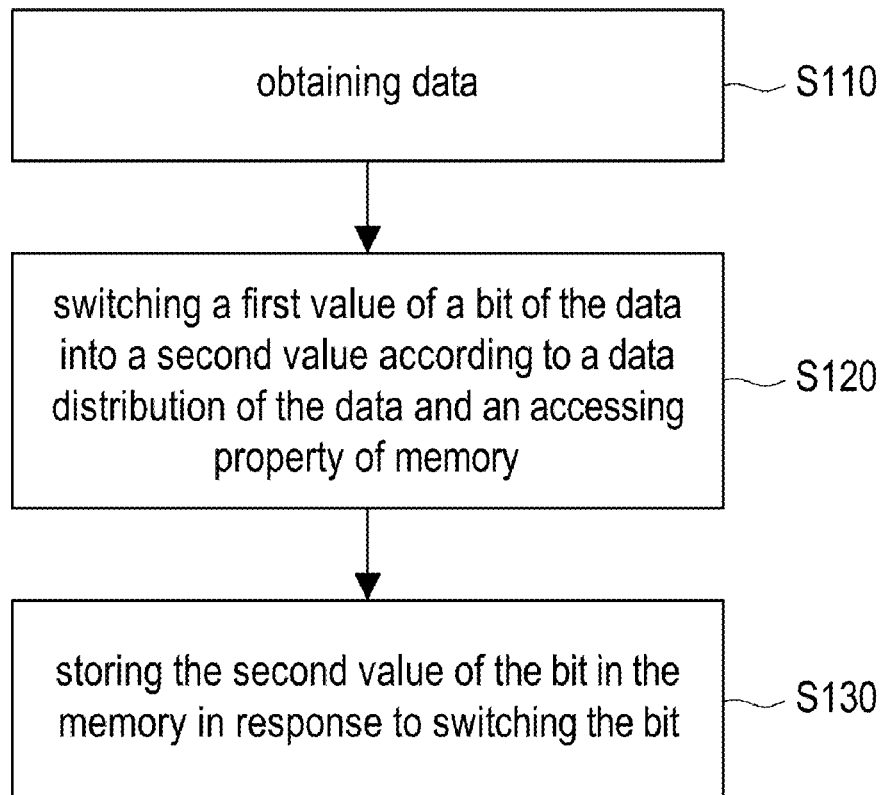 obtaining data
S110
switching a first value of a bit of the data
into a second value according to a data
distribution of the data and an accessing
property of memory
S120
storing the second value of the bit in the
memory in response to switching the bit
S130